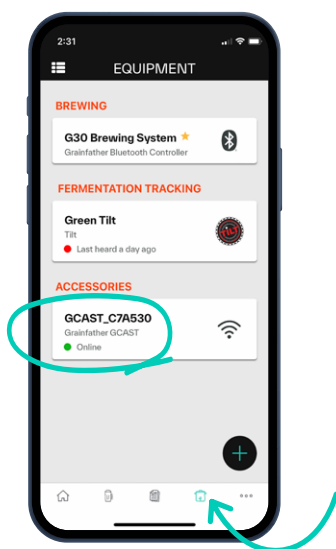 2:31
EQUIPMENT
BREWING
G30 Brewing System
Grainfather Bluetooth Controller
FERMENTATION TRACKING
Green Tilt
Tilt
TILT
Last heard a day ago
ACCESSORIES
GCAST_C7A530
Grainfather GCAST
Online